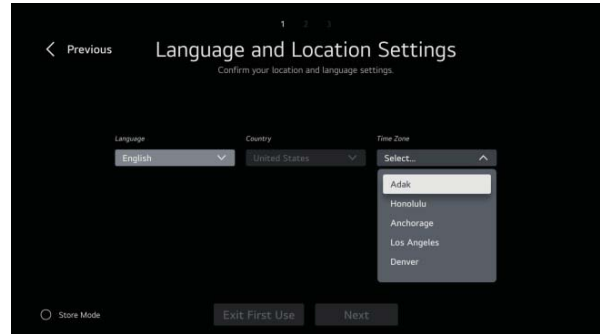 1 2 3
Previous
Language and Location Settings
Confirm your location and language settings.
Language Country Time Zone
English United States Select...
Adak
Honolulu
Anchorage
Los Angeles
Denver
Store Mode Exit First Use Next